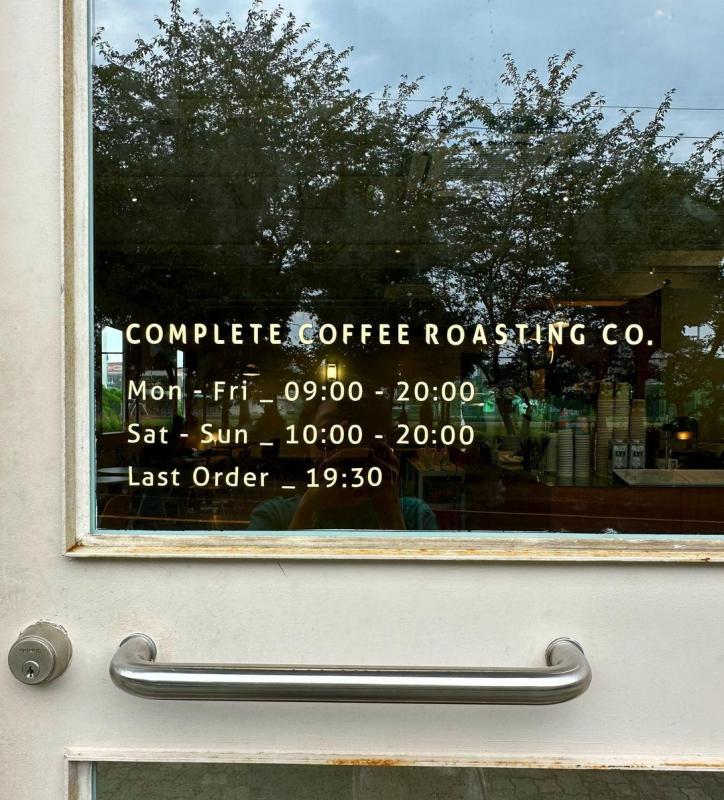 COMPLETE COFFEE ROASTING CO.
Mon - Fri _ 09:00 - 20:00
Sat - Sun _ 10:00 - 20:00
Last Order _ 19:30